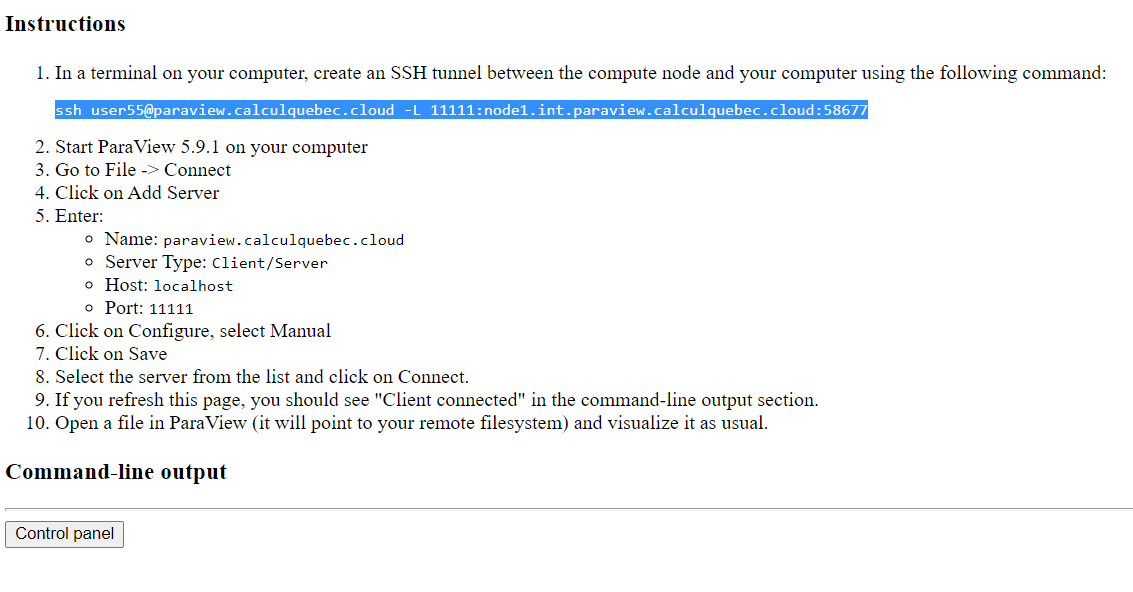 Instructions
1. In a terminal on your computer, create an SSH tunnel between the compute node and your computer using the following command:
ssh user55@paraview.calculquebec.cloud -L 11111:node1.int.paraview.calculquebec.cloud:58677
2. Start ParaView 5.9.1 on your computer
3. Go to File -> Connect
4. Click on Add Server
5. Enter:
◦ Name: paraview.calculquebec.cloud
◦ Server Type: Client/Server
◦ Host: localhost
◦ Port: 11111
6. Click on Configure, select Manual
7. Click on Save
8. Select the server from the list and click on Connect.
9. If you refresh this page, you should see "Client connected" in the command-line output section.
10. Open a file in ParaView (it will point to your remote filesystem) and visualize it as usual.
Command-line output
Control panel